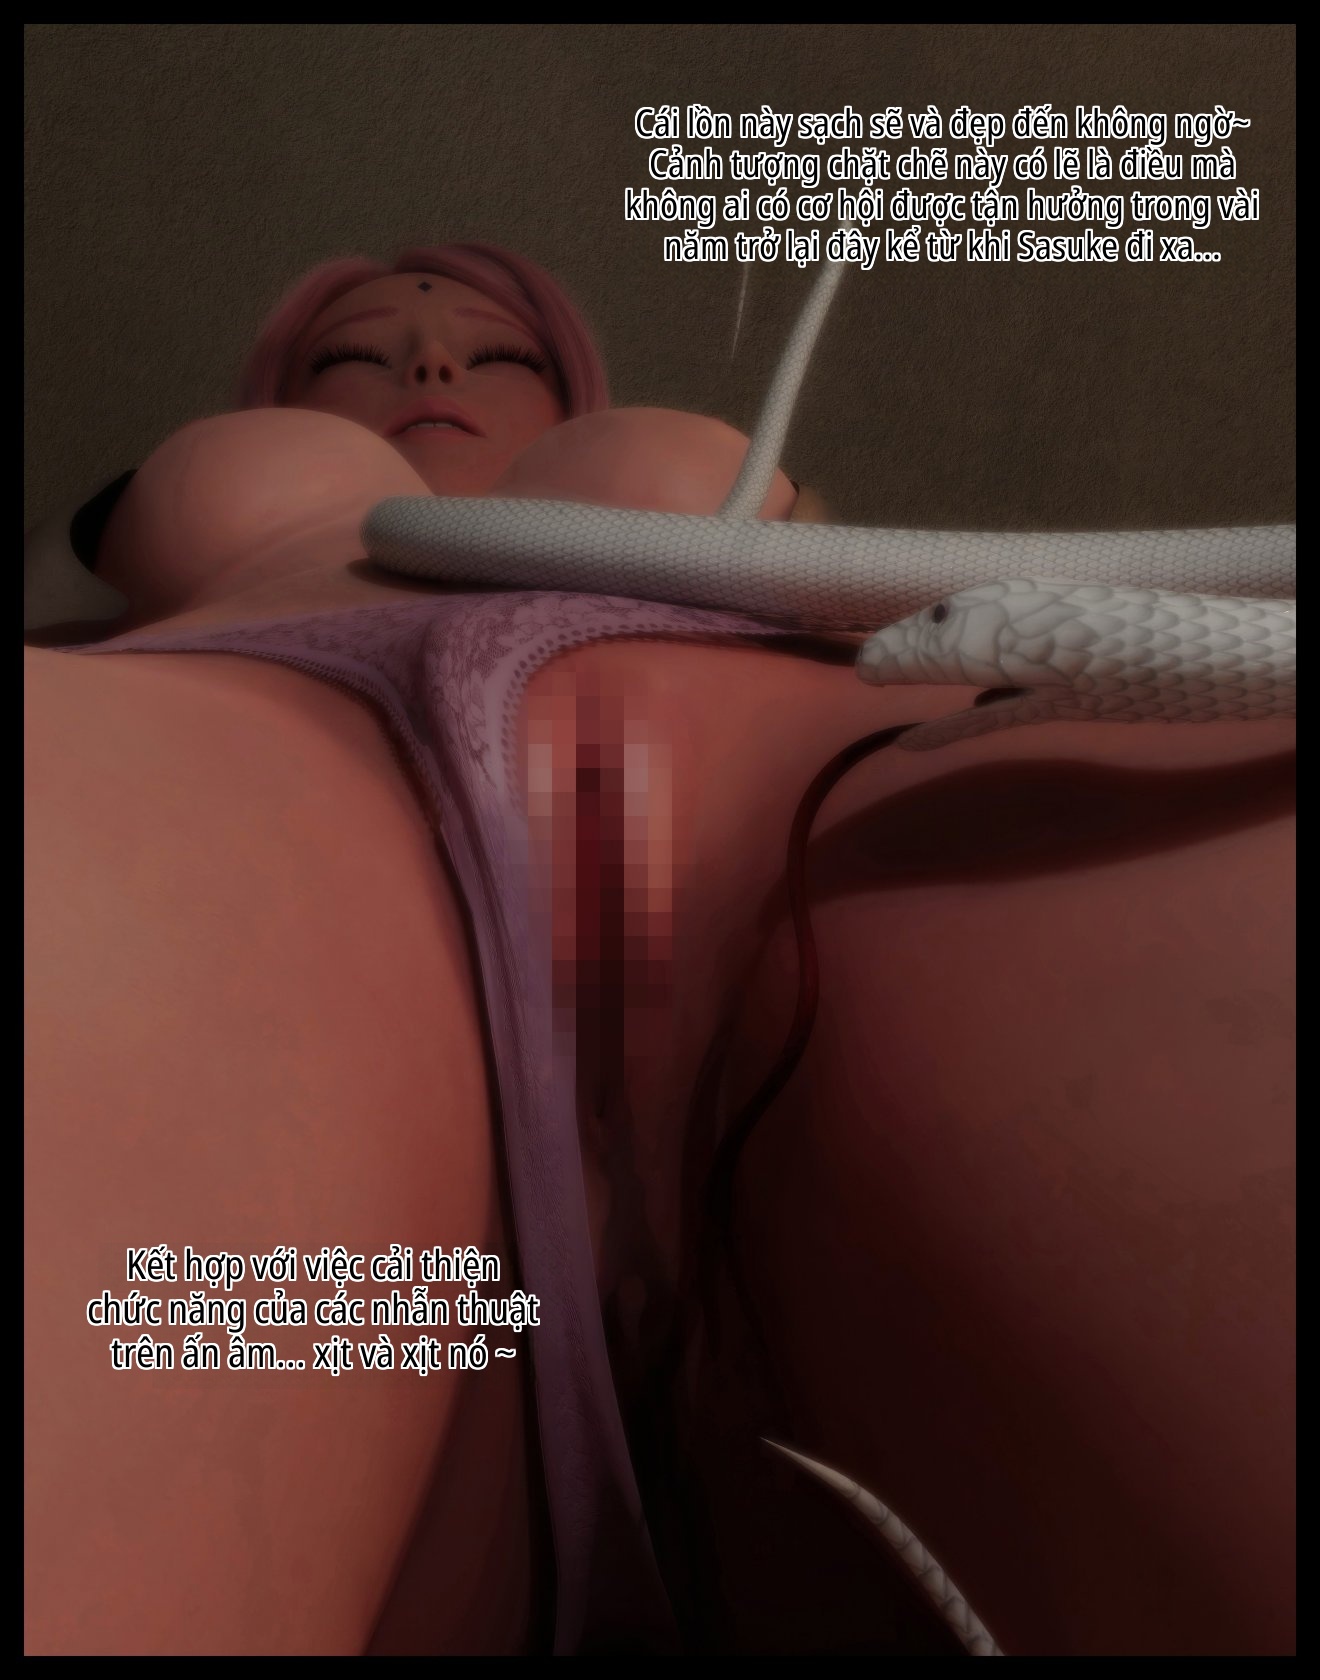 Cái lồn này sạch sẽ và đẹp đến không ngờ~
Cảnh tượng chặt chẽ này có lẽ là điều mà
không ai có cơ hội được tận hưởng trong vài
năm trở lại đây kể từ khi Sasuke đi xa...
Kết hợp với việc cải thiện
chức năng của các nhẫn thuật
trên ấn âm... xịt và xịt nó ~